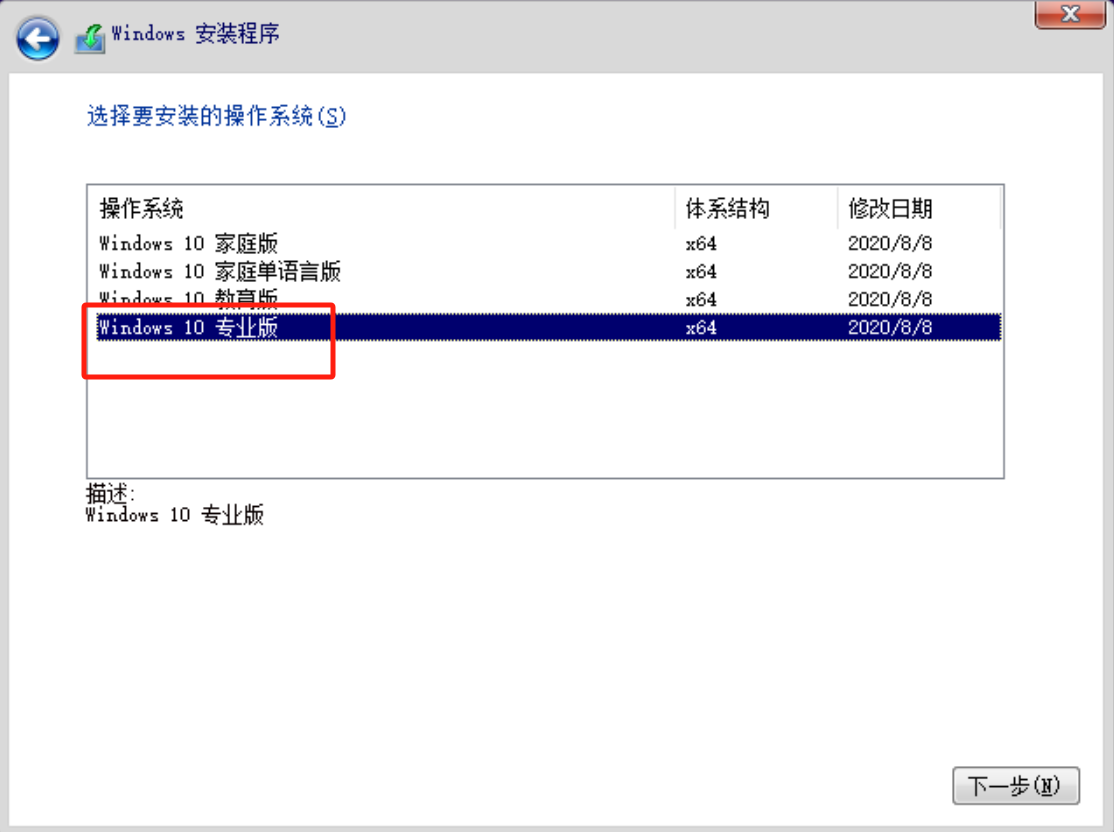 Windows 安装程序
选择要安装的操作系统(S)
操作系统 体系结构 修改日期
Windows 10 家庭版 x64 2020/8/8
Windows 10 家庭单语言版 x64 2020/8/8
Windows 10 教育版 x64 2020/8/8
Windows 10 专业版 x64 2020/8/8
描述:
Windows 10 专业版
下一步(N)